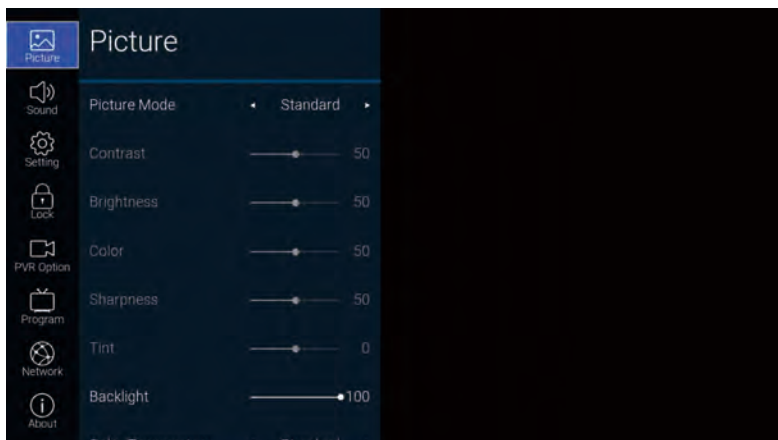 Picture
Picture
Sound
Picture Mode Standard
Contrast 50
Setting
Brightness 50
Lock
Color 50
PVR Option
Sharpness 50
Program
Tint 0
Network
Backlight 100
About